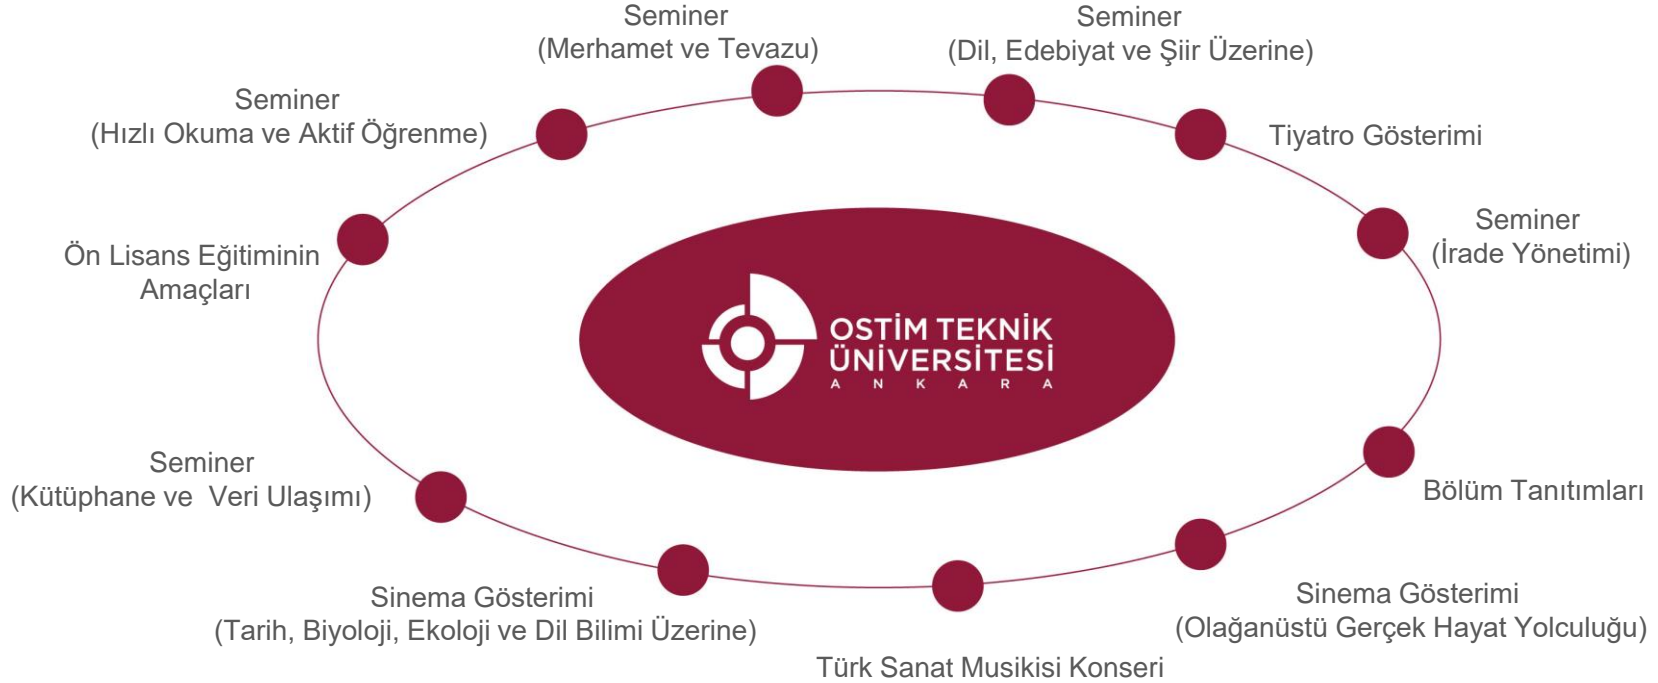 Seminer
(Merhamet ve Tevazu)
Seminer
(Dil, Edebiyat ve Şiir Üzerine)
Seminer
(Hızlı Okuma ve Aktif Öğrenme)
Tiyatro Gösterimi
Seminer
(İrade Yönetimi)
Ön Lisans Eğitiminin
Amaçları
OSTİM TEKNİK
ÜNİVERSİTESİ
ANKARA
Seminer
(Kütüphane ve  Veri Ulaşımı)
Bölüm Tanıtımları
Sinema Gösterimi
(Tarih, Biyoloji, Ekoloji ve Dil Bilimi Üzerine)
Sinema Gösterimi
(Olağanüstü Gerçek Hayat Yolculuğu)
Türk Sanat Musikisi Konseri